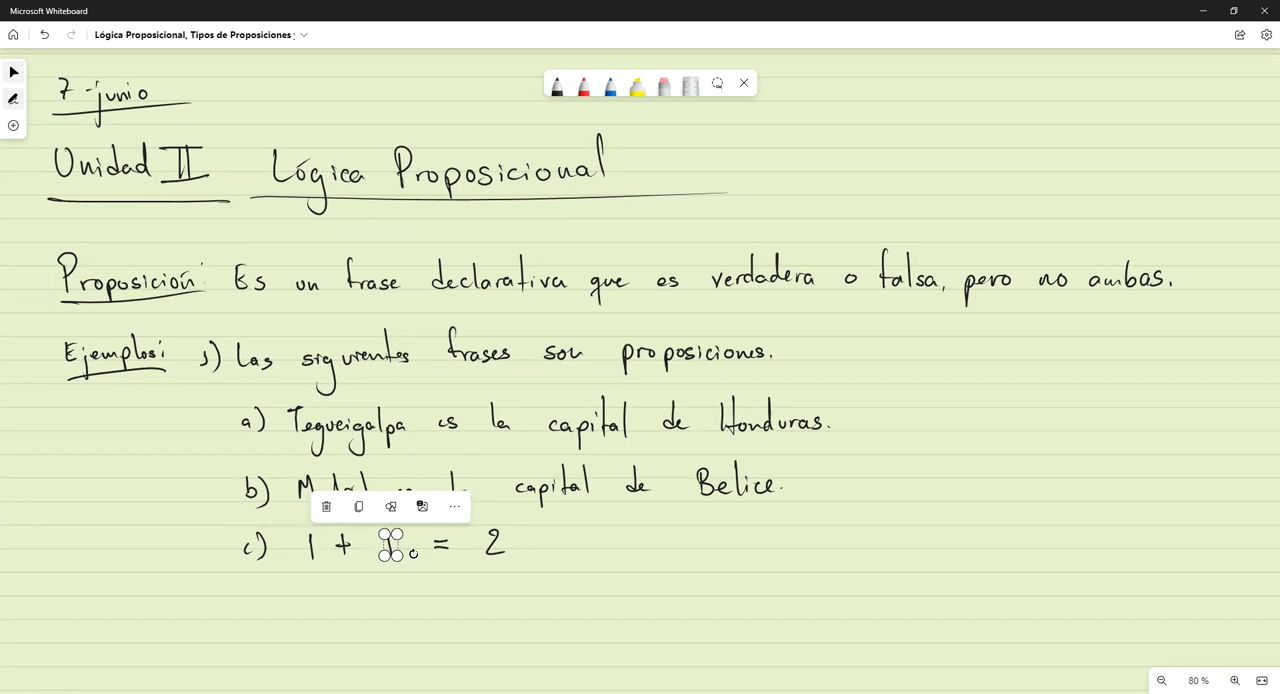 Microsoft Whiteboard
Lógica Proposicional, Tipos de Proposiciones ;
7-junio
Unidad II Lógica Proposicional
Proposición: Es un frase declarativa que es verdadera o falsa, pero no ambas.
Ejemplos: 1) Las siguientes frases son proposiciones.
a) Tegucigalpa es la capital de Honduras.
b) capital de Belice.
c) 1 + 1 = 2
80 %